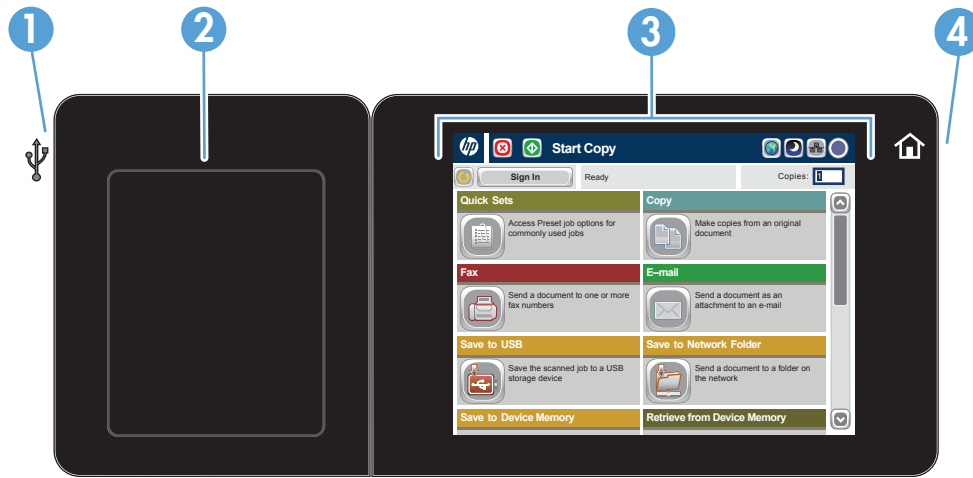 1
2
3
4
hp
Start Copy
Sign In
Ready
Copies: 1
Quick Sets
Access Preset job options for
commonly used jobs
Copy
Make copies from an original
document
Fax
Send a document to one or more
fax numbers
E–mail
Send a document as an
attachment to an e-mail
Save to USB
Save the scanned job to a USB
storage device
Save to Network Folder
Send a document to a folder on
the network
Save to Device Memory
Retrieve from Device Memory